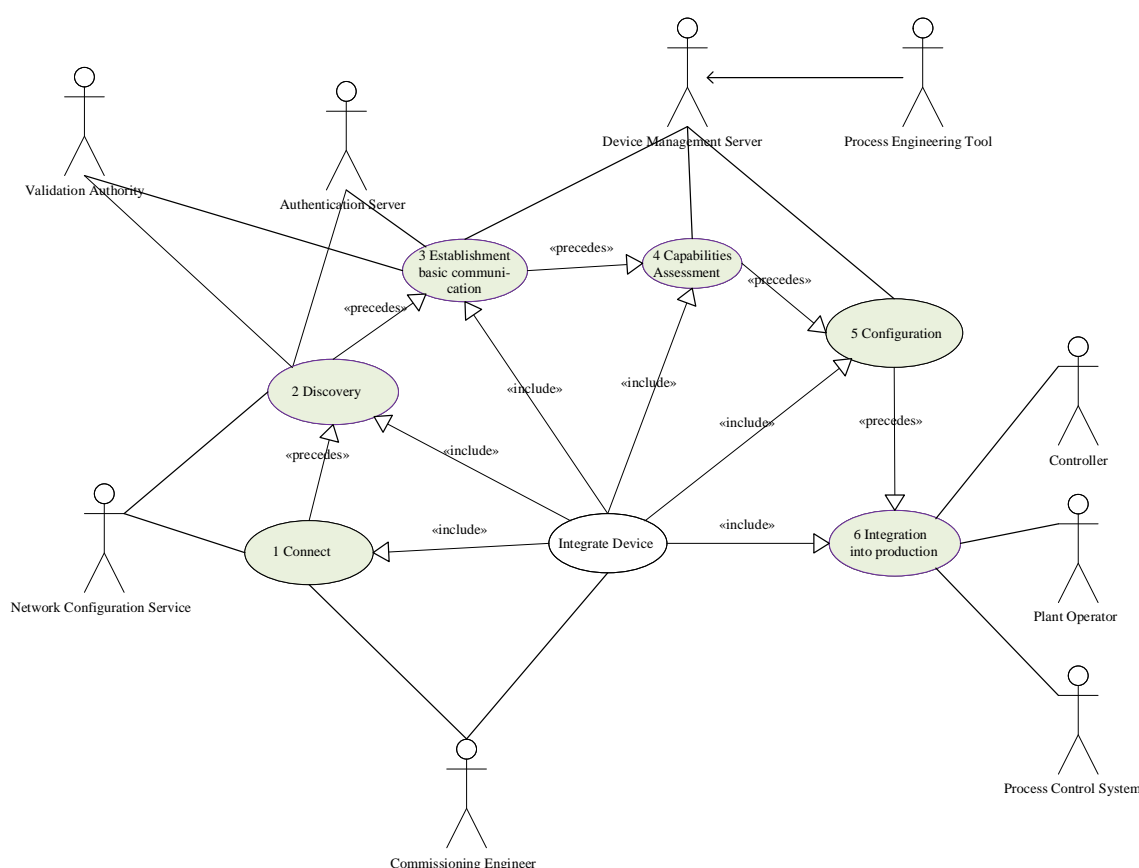 Device Management Server
Process Engineering Tool
Validation Authority
Authentication Server
3 Establishment
basic communi-
cation
«precedes»
4 Capabilities
Assessment
«precedes»
«precedes»
5 Configuration
2 Discovery
«include»
«include»
«include»
«precedes»
Controller
«precedes»
«include»
Network Configuration Service
1 Connect
«include»
Integrate Device
«include»
6 Integration
into production
Plant Operator
Process Control System
Commissioning Engineer